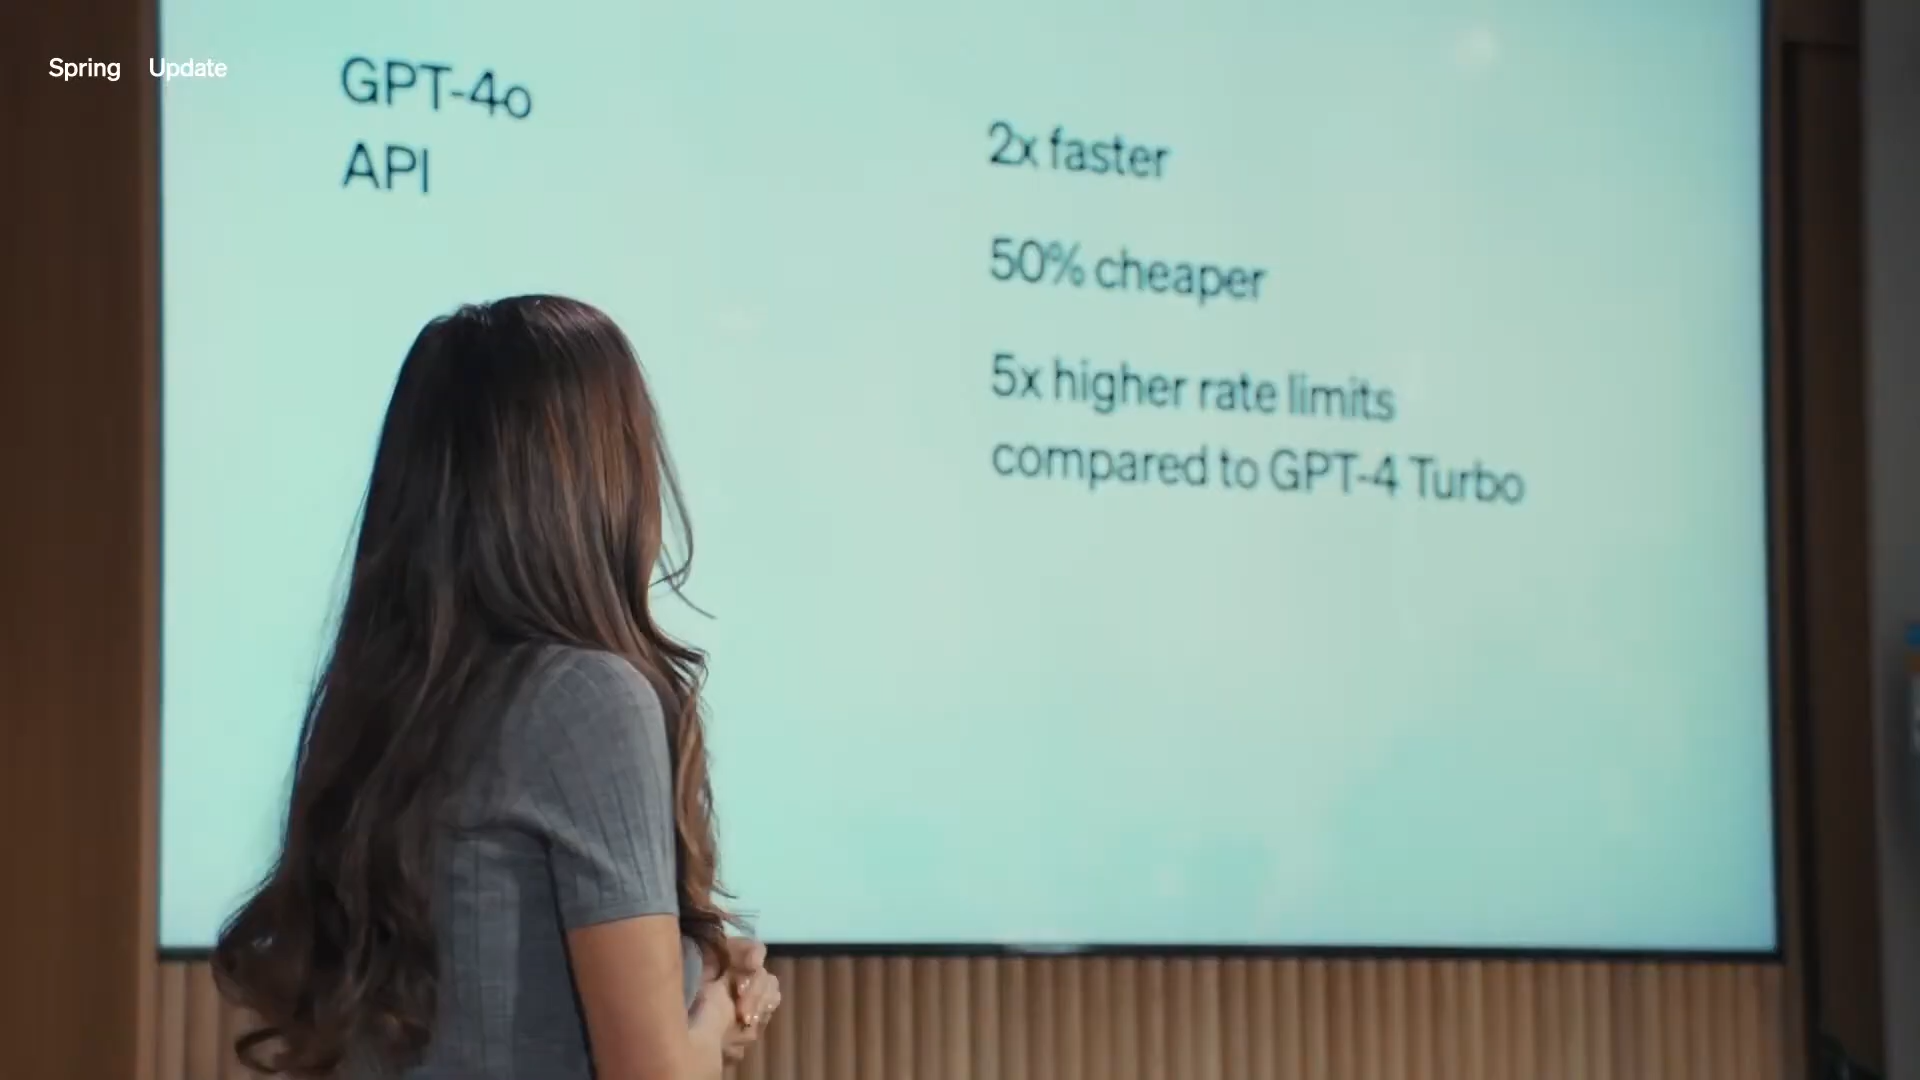 Spring Update
GPT-4o
API
2x faster
50% cheaper
5x higher rate limits
compared to GPT-4 Turbo